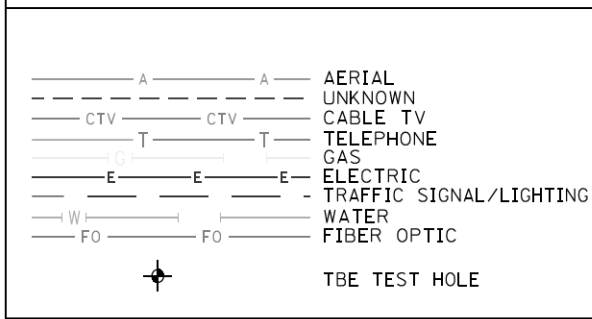 A A AERIAL
UNKNOWN
CTV CTV CABLE TV
T T TELEPHONE
G GAS
E E E ELECTRIC
TRAFFIC SIGNAL/LIGHTING
W WATER
FO FO FIBER OPTIC
TBE TEST HOLE